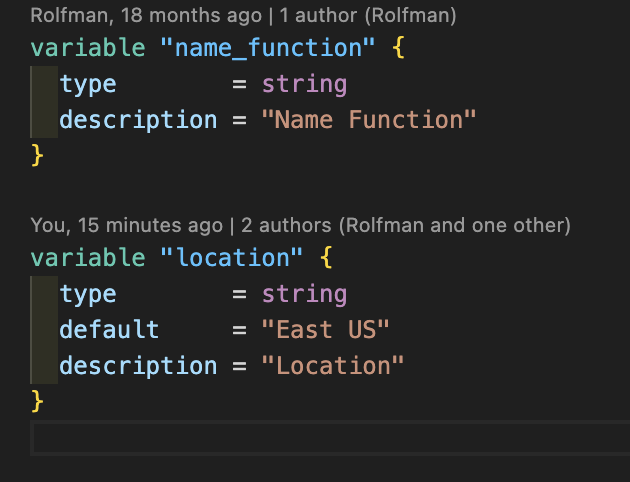 Rolfman, 18 months ago | 1 author (Rolfman)
variable "name_function" {
  type        = string
  description = "Name Function"
}
You, 15 minutes ago | 2 authors (Rolfman and one other)
variable "location" {
  type        = string
  default     = "East US"
  description = "Location"
}